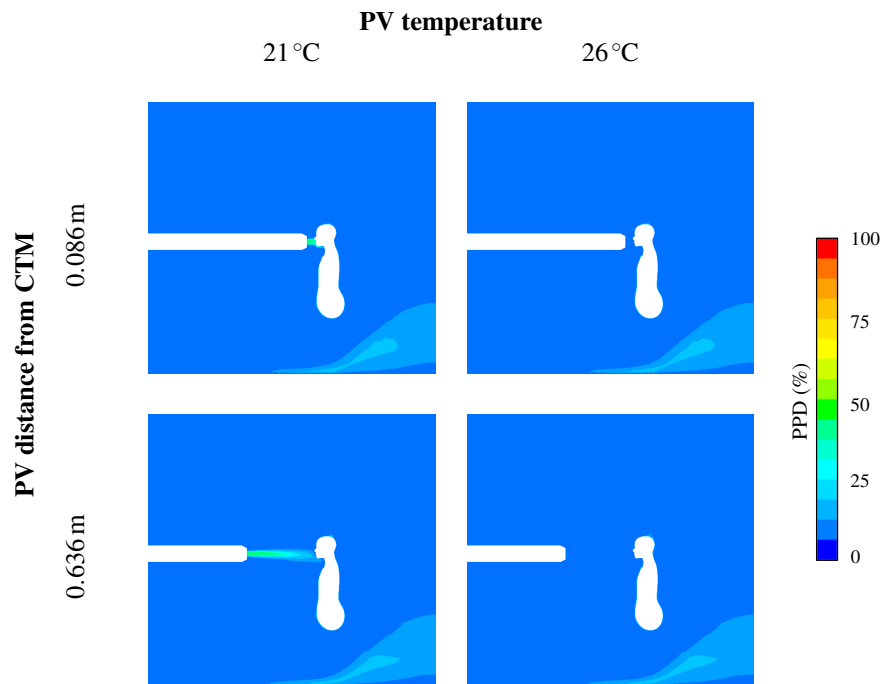 PV temperature
21 °C
26 °C
PV distance from CTM
0.086 m
0.636 m
PPD (%)
100
75
50
25
0